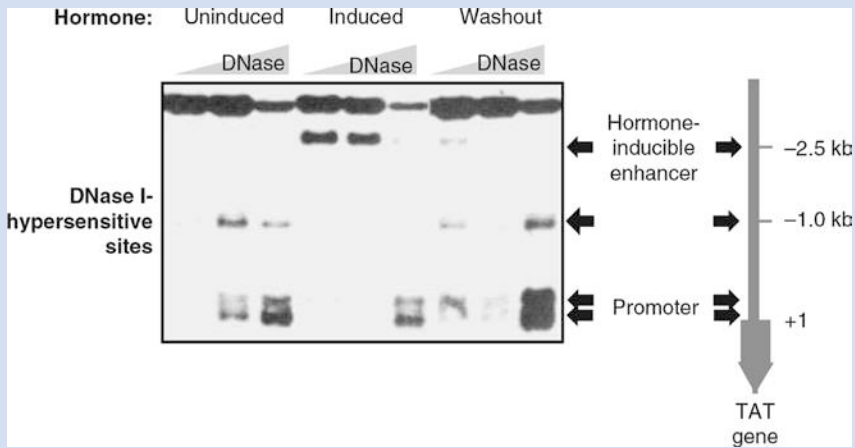 Hormone: Uninduced Induced Washout
DNase DNase DNase
DNase I-
hypersensitive
sites
Hormone-
inducible
enhancer
Promoter
–2.5 kb
–1.0 kb
+1
TAT
gene